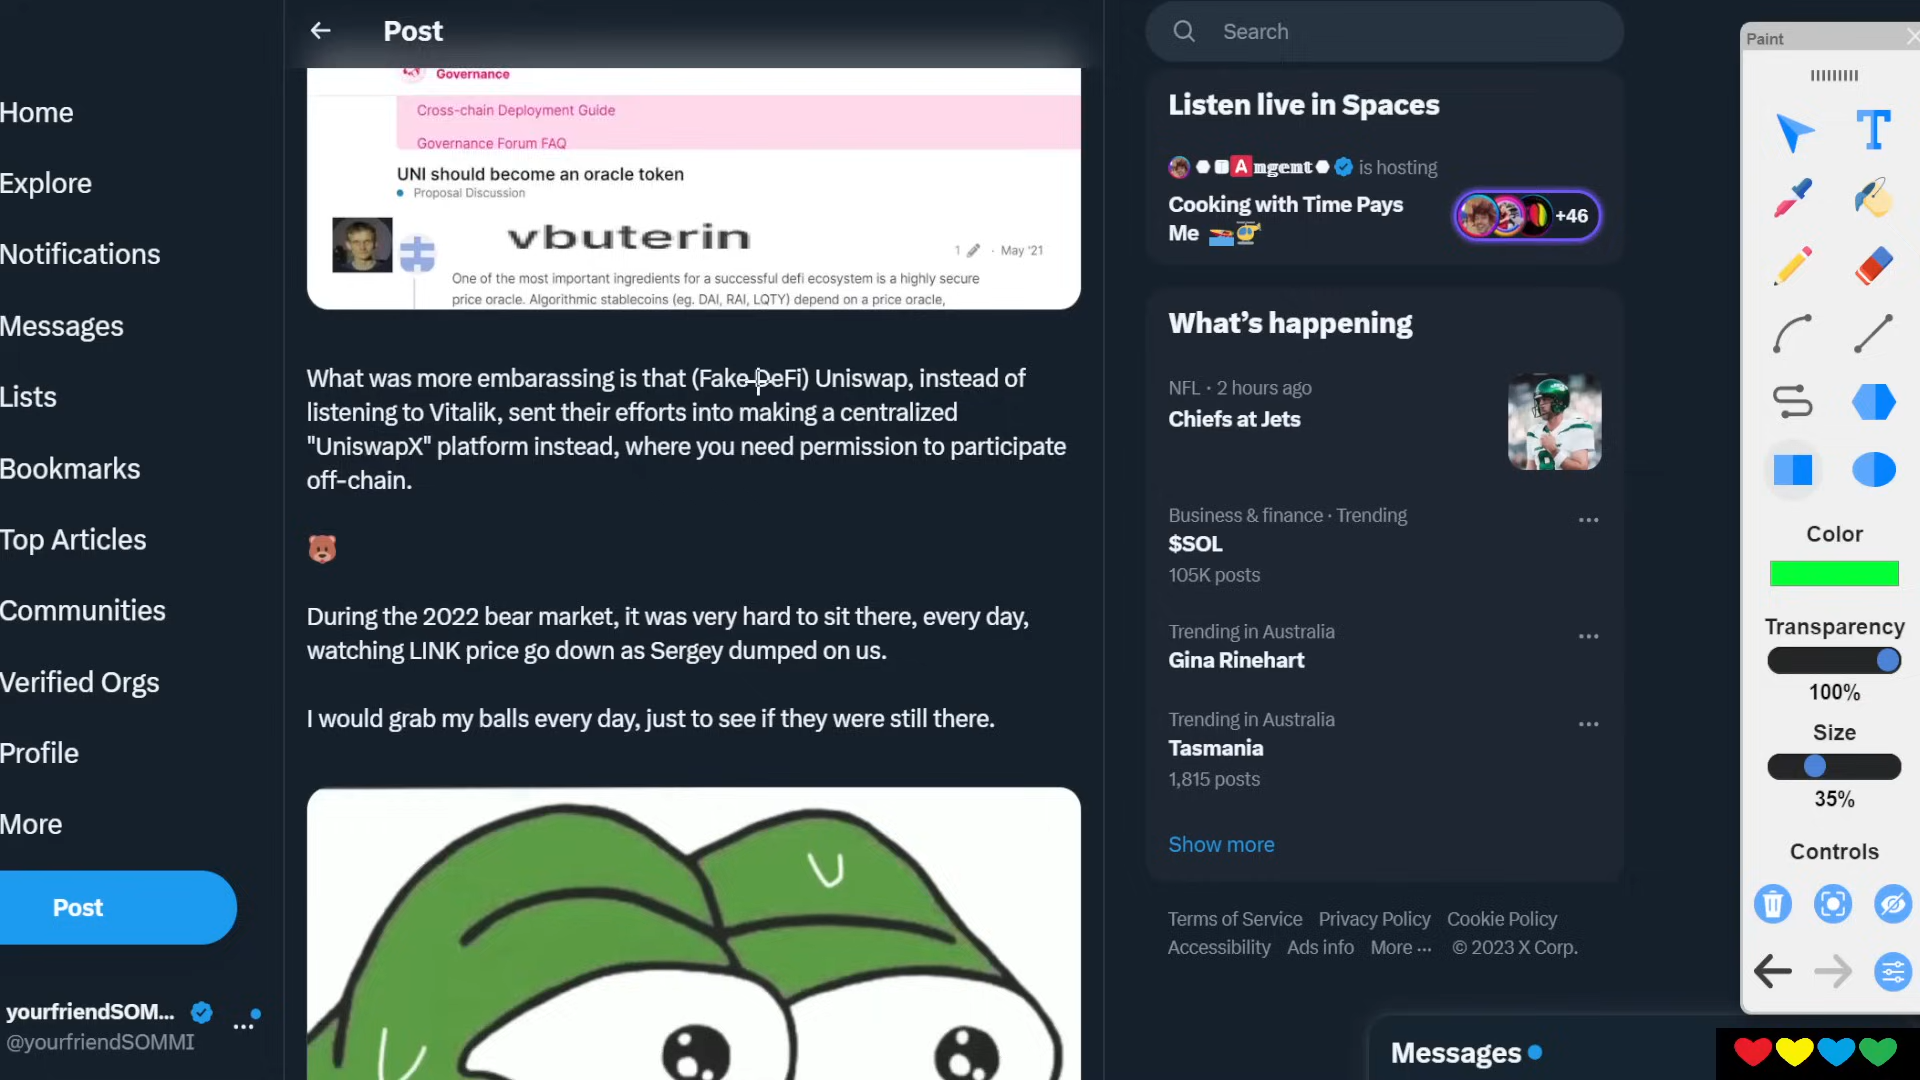 Home
Explore
Notifications
Messages
Lists
Bookmarks
Top Articles
Communities
Verified Orgs
Profile
More
Post
yourfriendSOM...
@yourfriendSOMMI
Post
Governance
Cross-chain Deployment Guide
Governance Forum FAQ
UNI should become an oracle token
Proposal Discussion
vbuterin
1 · May '21
One of the most important ingredients for a successful defi ecosystem is a highly secure
price oracle. Algorithmic stablecoins (eg. DAI, RAI, LQTY) depend on a price oracle,
What was more embarassing is that (Fake DeFi) Uniswap, instead of
listening to Vitalik, sent their efforts into making a centralized
"UniswapX" platform instead, where you need permission to participate
off-chain.
During the 2022 bear market, it was very hard to sit there, every day,
watching LINK price go down as Sergey dumped on us.
I would grab my balls every day, just to see if they were still there.
Search
Listen live in Spaces
Angent is hosting
Cooking with Time Pays
Me
+46
What's happening
NFL · 2 hours ago
Chiefs at Jets
Business & finance · Trending
$SOL
105K posts
Trending in Australia
Gina Rinehart
Trending in Australia
Tasmania
1,815 posts
Show more
Terms of Service Privacy Policy Cookie Policy
Accessibility Ads info More ··· © 2023 X Corp.
Messages
Paint
T
Color
Transparency
100%
Size
35%
Controls